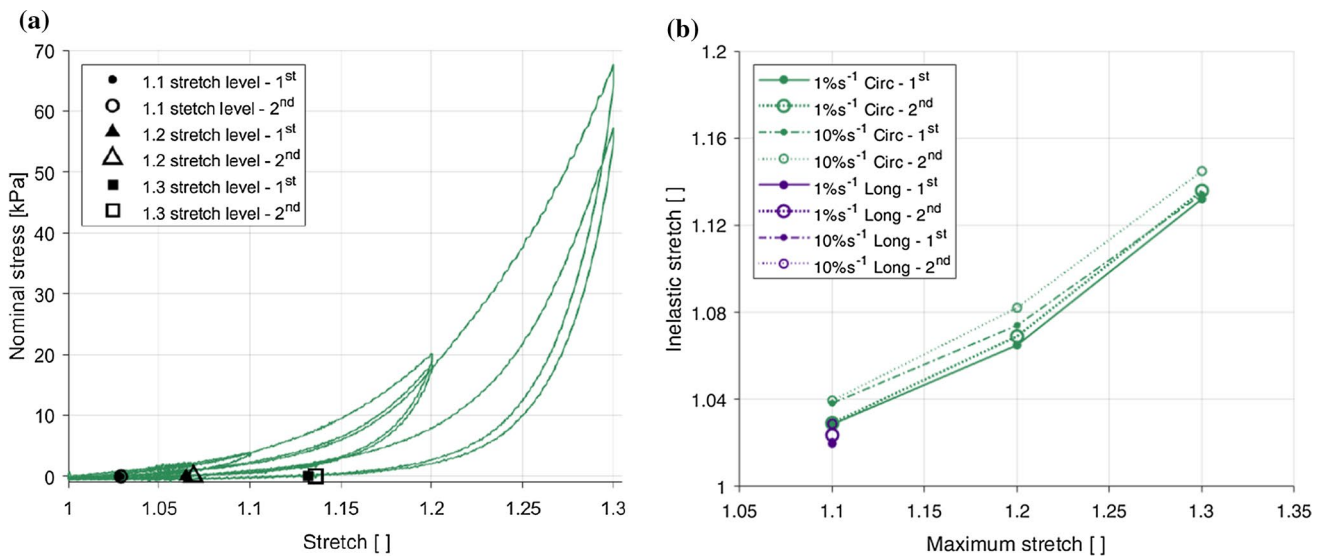 (a)
70
60
50
40
30
20
10
0
Nominal stress [kPa]
1.1 stretch level - 1st
1.1 stetch level - 2nd
1.2 stretch level - 1st
1.2 stretch level - 2nd
1.3 stretch level - 1st
1.3 stretch level - 2nd
1 1.05 1.1 1.15 1.2 1.25 1.3
Stretch [ ]
(b)
1.2
1.16
1.12
1.08
1.04
1
Inelastic stretch [ ]
1%s-1 Circ - 1st
1%s-1 Circ - 2nd
10%s-1 Circ - 1st
10%s-1 Circ - 2nd
1%s-1 Long - 1st
1%s-1 Long - 2nd
10%s-1 Long - 1st
10%s-1 Long - 2nd
1.05 1.1 1.15 1.2 1.25 1.3 1.35
Maximum stretch [ ]